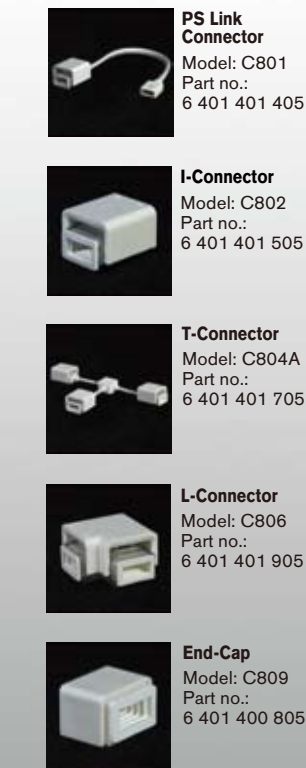 PS Link
Connector
Model: C801
Part no.:
6 401 401 405
I-Connector
Model: C802
Part no.:
6 401 401 505
T-Connector
Model: C804A
Part no.:
6 401 401 705
L-Connector
Model: C806
Part no.:
6 401 401 905
End-Cap
Model: C809
Part no.:
6 401 400 805